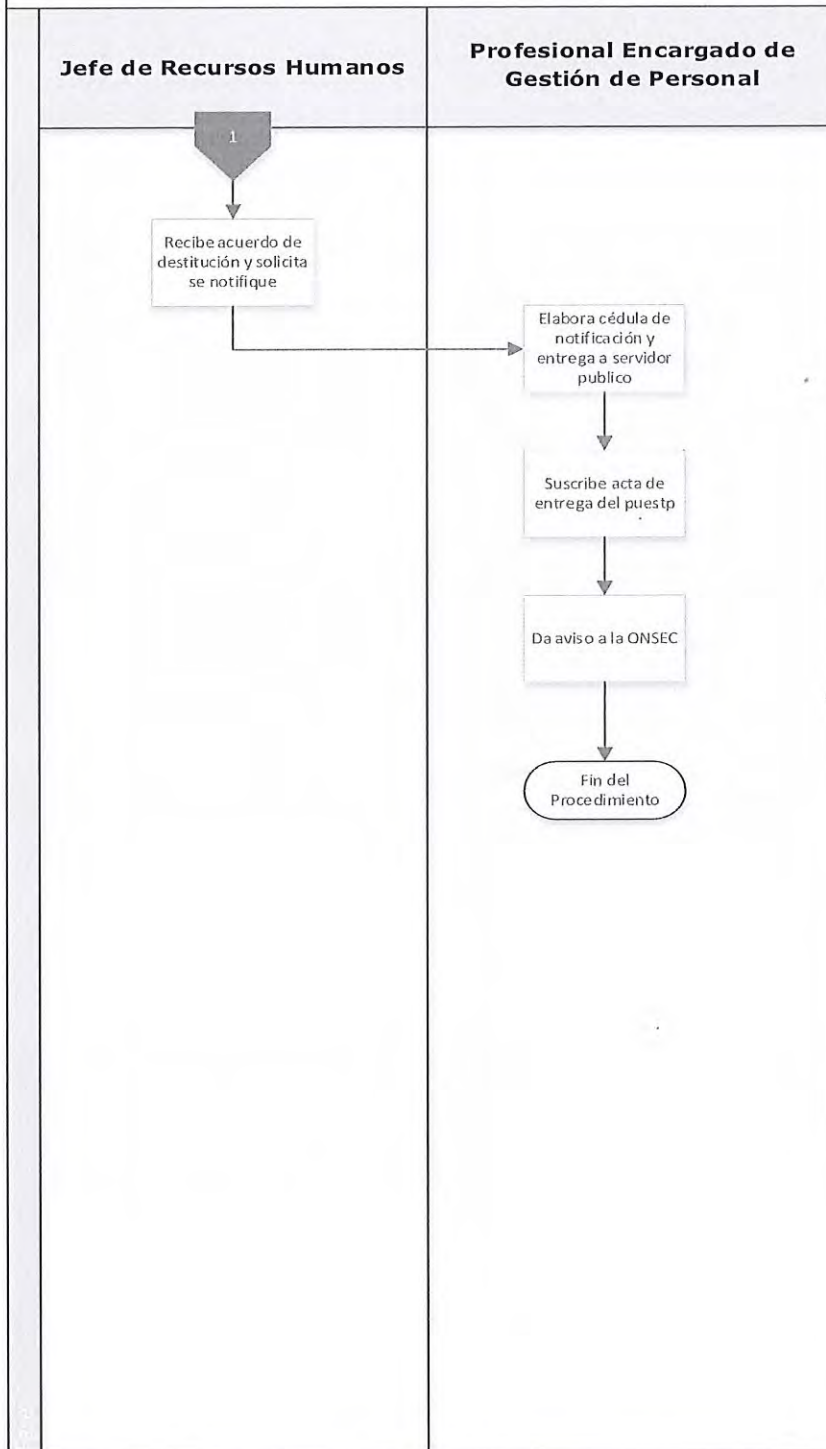 Jefe de Recursos Humanos
Profesional Encargado de
Gestión de Personal
1
Recibe acuerdo de
destitución y solicita
se notifique
Elabora cédula de
notificación y
entrega a servidor
publico
Suscribe acta de
entrega del puestp
Da aviso a la ONSEC
Fin del
Procedimiento